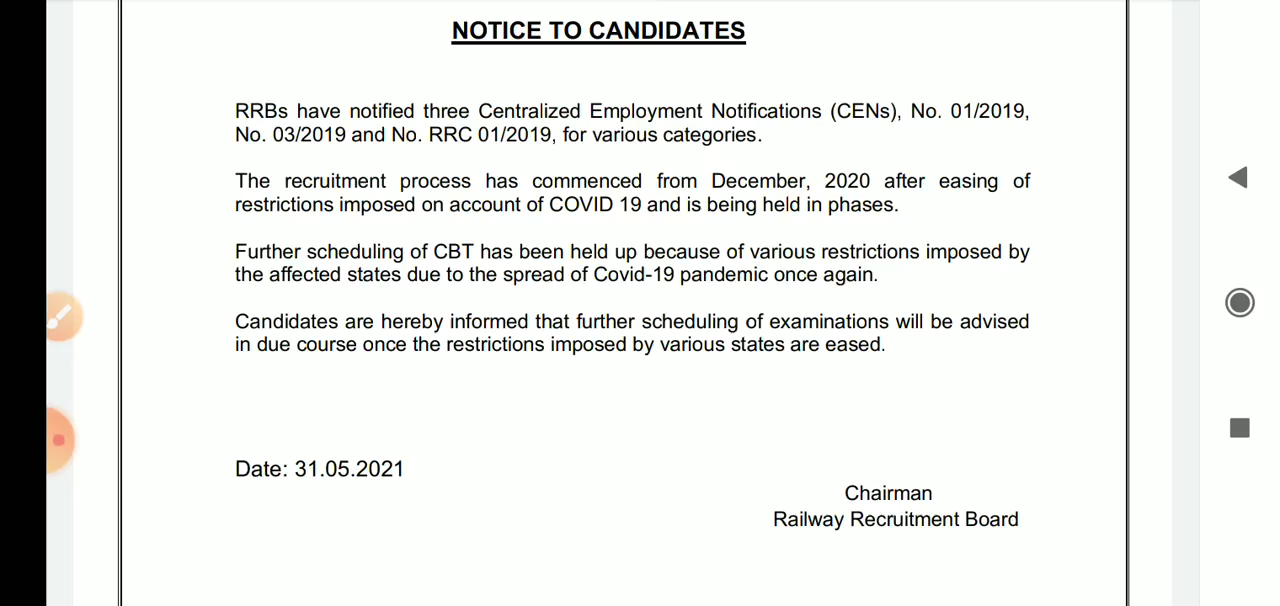 NOTICE TO CANDIDATES
RRBs have notified three Centralized Employment Notifications (CENs), No. 01/2019,
No. 03/2019 and No. RRC 01/2019, for various categories.
The recruitment process has commenced from December, 2020 after easing of
restrictions imposed on account of COVID 19 and is being held in phases.
Further scheduling of CBT has been held up because of various restrictions imposed by
the affected states due to the spread of Covid-19 pandemic once again.
Candidates are hereby informed that further scheduling of examinations will be advised
in due course once the restrictions imposed by various states are eased.
Date: 31.05.2021
Chairman
Railway Recruitment Board